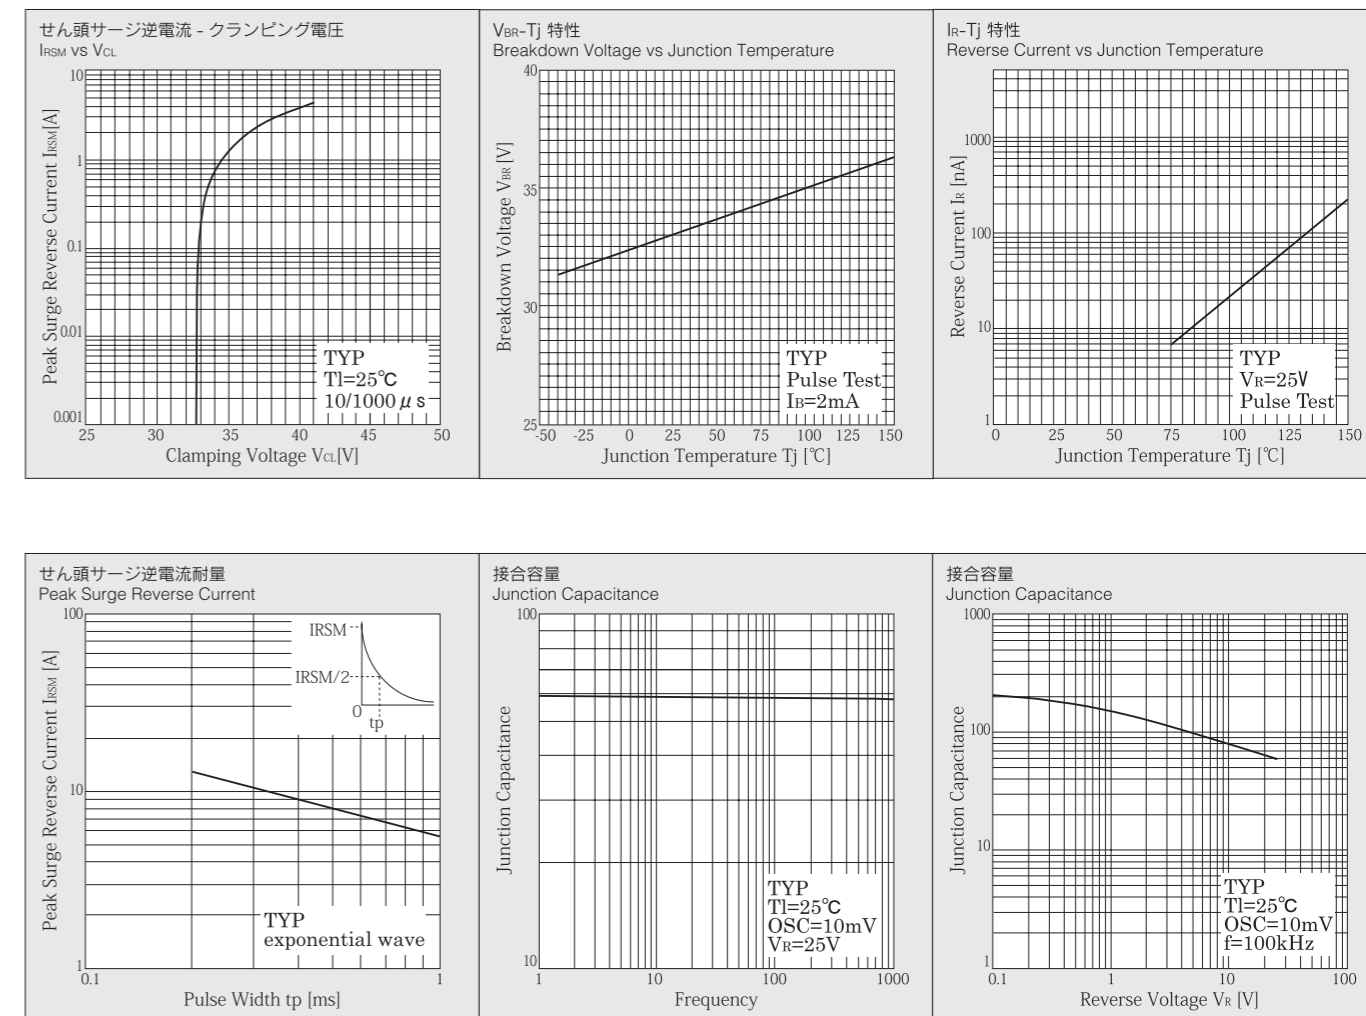 せん頭サージ逆電流 - クランピング電圧
IRSM vs VCL
Peak Surge Reverse Current IRSM[A]
10
1
0.1
0.01
0.001
TYP
Tl=25℃
10/1000 μ s
25 30 35 40 45 50
Clamping Voltage VCL[V]
VBR-Tj 特性
Breakdown Voltage vs Junction Temperature
Breakdown Voltage VBR [V]
40
35
30
25
TYP
Pulse Test
IB=2mA
-50 -25 0 25 50 75 100 125 150
Junction Temperature Tj [℃]
IR-Tj 特性
Reverse Current vs Junction Temperature
Reverse Current IR [nA]
1000
100
10
1
TYP
VR=25V
Pulse Test
0 25 50 75 100 125 150
Junction Temperature Tj [℃]
せん頭サージ逆電流耐量
Peak Surge Reverse Current
Peak Surge Reverse Current IRSM [A]
100
10
1
IRSM
IRSM/2
0
tp
TYP
exponential wave
0.1 1
Pulse Width tp [ms]
接合容量
Junction Capacitance
Junction Capacitance
100
10
TYP
Tl=25℃
OSC=10mV
VR=25V
1 10 100 1000
Frequency
接合容量
Junction Capacitance
Junction Capacitance
1000
100
10
1
TYP
Tl=25℃
OSC=10mV
f=100kHz
0.1 1 10 100
Reverse Voltage VR [V]